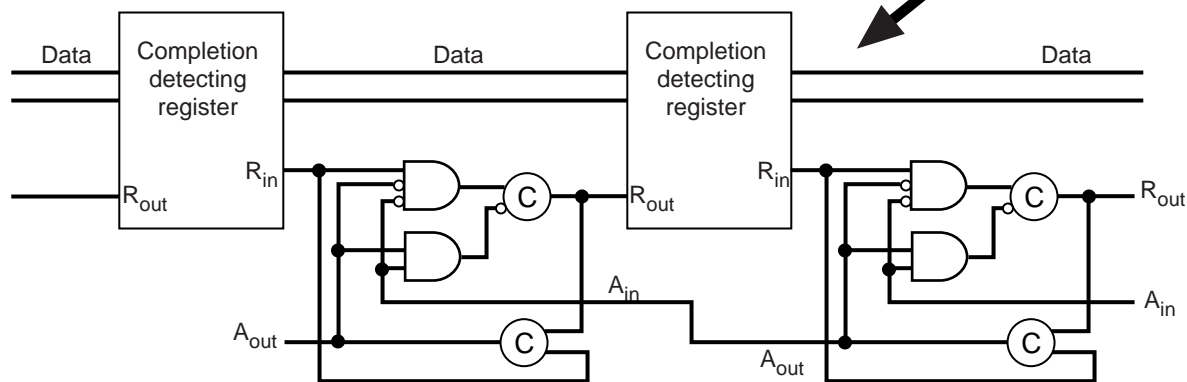 Data
Completion
detecting
register
Data
Completion
detecting
register
Data
R_in
R_out
C
R_out
R_in
C
R_out
A_in
A_in
A_out
C
A_out
C